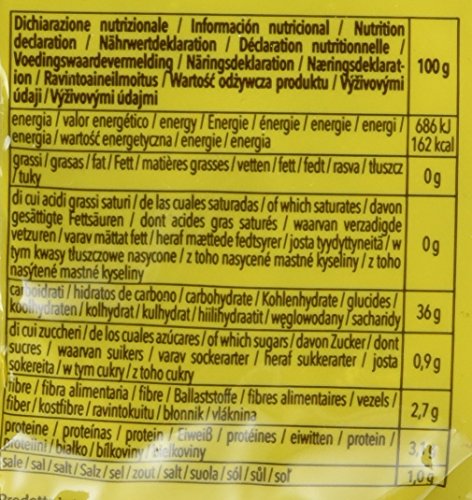 Dichiarazione nutrizionale / Información nutricional / Nutrition
declaration / Nährwertdeklaration / Déclaration nutritionnelle /
Voedingswaardevermelding / Näringsdeklaration / Næringsdeklarat-
ion / Ravintoaineilmoitus / Wartość odżywcza produktu / Výživovými
údaji / Výživovými údajmi
100 g
energia / valor energético / energy / Energie / énergie / energie / energi /
energia / wartość energetyczna / energie / energia
686 kJ
162 kcal
grassi / grasas / fat / Fett / matières grasses / vetten / fett / fedt / rasva / tłuszcz
/ tuky
0 g
di cui acidi grassi saturi / de las cuales saturadas / of which saturates / davon
gesättigte Fettsäuren / dont acides gras saturés / waarvan verzadigde
vetzuren / varav mättat fett / heraf mættede fedtsyrer / josta tyydyttyneitä / w
tym kwasy tłuszczowe nasycone / z toho nasycené mastné kyseliny / z toho
nasýtené mastné kyseliny
0 g
/ hidratos de carbono / carbohydrate / Kohlenhydrate / glucides /
/ kolhydrat / kulhydrat / hiilihydraatit / węglowodany / sacharidy
36 g
di cui zuccheri / de los cuales azúcares / of which sugars / davon Zucker / dont
sucres / waarvan suikers / varav sockerarter / heraf sukkerarter / josta
sokereita / w tym cukry / z toho cukry
0,9 g
fibre / fibra alimentaria / fibre / Ballaststoffe / fibres alimentaires / vezels /
fiber / kostfibre / ravintokuitu / błonnik / vláknina
2,7 g
proteine / proteínas / protein / Eiweiß / protéines / eiwitten / protein /
proteiini / białko / bílkoviny / bielkoviny
3,1 g
sale / sal / salt / Salz / sel / zout / salt / suola / sól / sůl / soľ
1,0 g